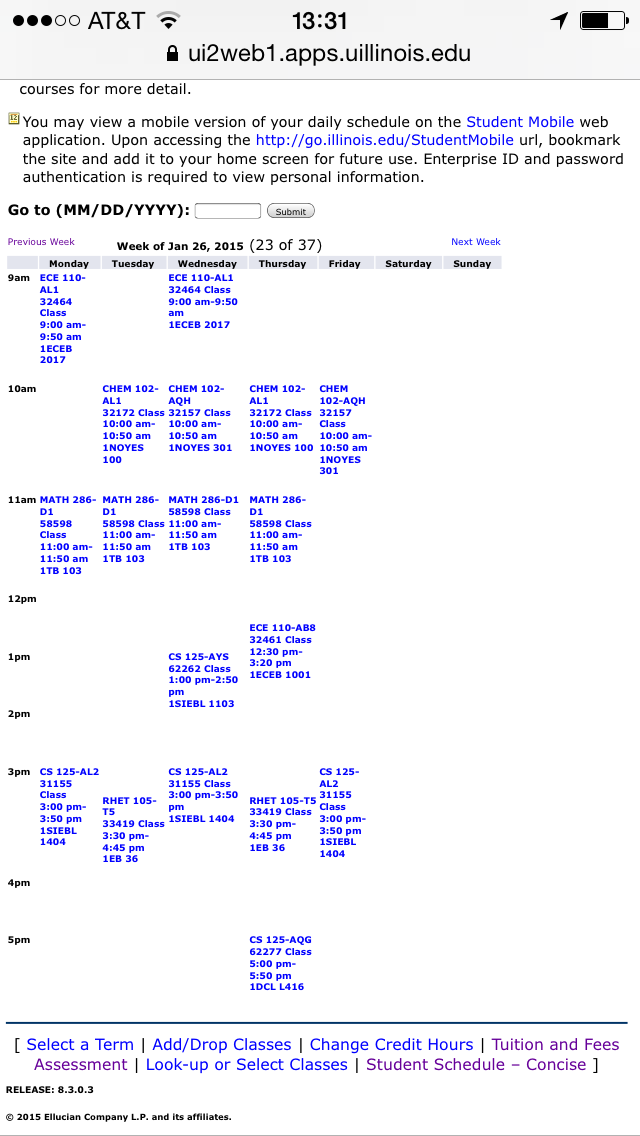 AT&T 13:31
ui2web1.apps.uillinois.edu
courses for more detail.
You may view a mobile version of your daily schedule on the Student Mobile web
application. Upon accessing the http://go.illinois.edu/StudentMobile url, bookmark
the site and add it to your home screen for future use. Enterprise ID and password
authentication is required to view personal information.
Go to (MM/DD/YYYY): Submit
Previous Week Week of Jan 26, 2015 (23 of 37) Next Week
Monday Tuesday Wednesday Thursday Friday Saturday Sunday
9am
ECE 110-
AL1
32464
Class
9:00 am-
9:50 am
1ECEB
2017
ECE 110-AL1
32464 Class
9:00 am-9:50
am
1ECEB 2017
10am
CHEM 102-
AL1
32172 Class
10:00 am-
10:50 am
1NOYES
100
CHEM 102-
AQH
32157 Class
10:00 am-
10:50 am
1NOYES 301
CHEM 102-
AL1
32172 Class
10:00 am-
10:50 am
1NOYES 100
CHEM
102-AQH
32157
Class
10:00 am-
10:50 am
1NOYES
301
11am
MATH 286-
D1
58598
Class
11:00 am-
11:50 am
1TB 103
MATH 286-
D1
58598 Class
11:00 am-
11:50 am
1TB 103
MATH 286-D1
58598 Class
11:00 am-
11:50 am
1TB 103
MATH 286-
D1
58598 Class
11:00 am-
11:50 am
1TB 103
12pm
ECE 110-AB8
32461 Class
12:30 pm-
3:20 pm
1ECEB 1001
1pm
CS 125-AYS
62262 Class
1:00 pm-2:50
pm
1SIEBL 1103
2pm
3pm
CS 125-AL2
31155
Class
3:00 pm-
3:50 pm
1SIEBL
1404
RHET 105-
T5
33419 Class
3:30 pm-
4:45 pm
1EB 36
CS 125-AL2
31155 Class
3:00 pm-3:50
pm
1SIEBL 1404
RHET 105-T5
33419 Class
3:30 pm-
4:45 pm
1EB 36
CS 125-
AL2
31155
Class
3:00 pm-
3:50 pm
1SIEBL
1404
4pm
5pm
CS 125-AQG
62277 Class
5:00 pm-
5:50 pm
1DCL L416
[ Select a Term | Add/Drop Classes | Change Credit Hours | Tuition and Fees
Assessment | Look-up or Select Classes | Student Schedule – Concise ]
RELEASE: 8.3.0.3
© 2015 Ellucian Company L.P. and its affiliates.